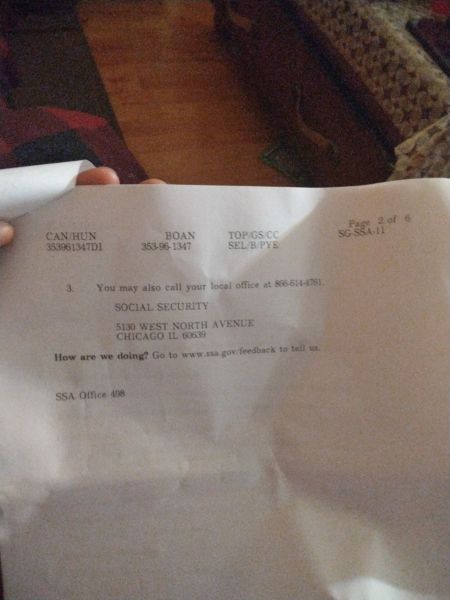 CAN/HUN BOAN TOP/GS/CC Page 2 of 6
353961347D1 353-96-1347 SEL/B/PYE SG-SSA-11
3. You may also call your local office at 866-614-4761.
SOCIAL SECURITY
5130 WEST NORTH AVENUE
CHICAGO IL 60639
How are we doing? Go to www.ssa.gov/feedback to tell us.
SSA Office 498